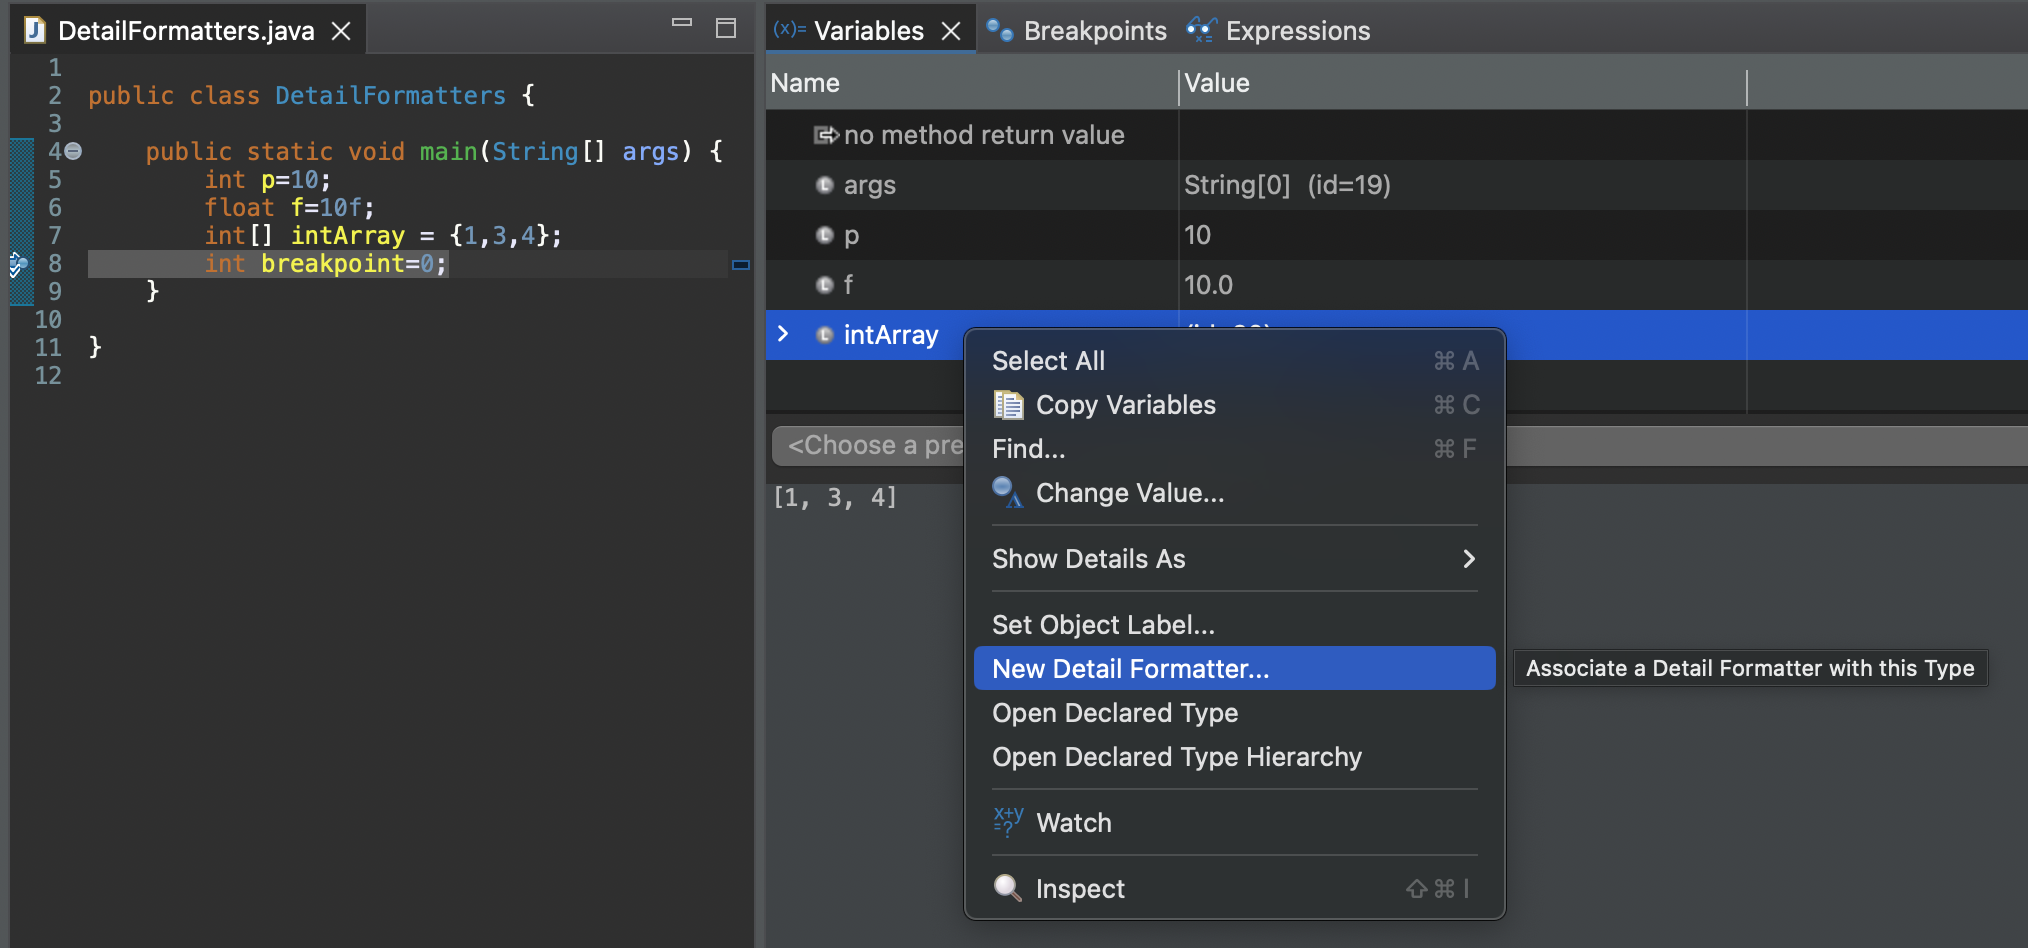 DetailFormatters.java
1
2 public class DetailFormatters {
3
4 public static void main(String[] args) {
5 int p=10;
6 float f=10f;
7 int[] intArray = {1,3,4};
8 int breakpoint=0;
9 }
10
11 }
12
(x)= Variables Breakpoints Expressions
Name Value
no method return value
args String[0] (id=19)
p 10
f 10.0
intArray
<Choose a pre
[1, 3, 4]
Select All ⌘ A
Copy Variables ⌘ C
Find... ⌘ F
Change Value...
Show Details As
Set Object Label...
New Detail Formatter...
Associate a Detail Formatter with this Type
Open Declared Type
Open Declared Type Hierarchy
x+y
=?
Watch
Inspect ⇧ ⌘ I